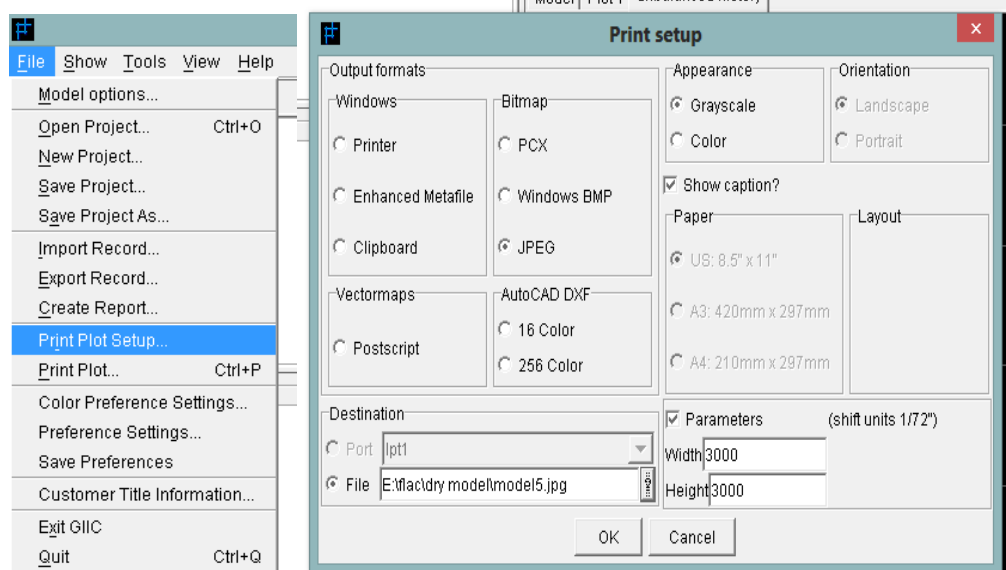 Model Plot 1 Unbalanced history
File Show Tools View Help
Model options...
Open Project... Ctrl+O
New Project...
Save Project...
Save Project As...
Import Record...
Export Record...
Create Report...
Print Plot Setup...
Print Plot... Ctrl+P
Color Preference Settings...
Preference Settings...
Save Preferences
Customer Title Information...
Exit GIIC
Quit Ctrl+Q
Print setup
Output formats
Windows
Printer
Enhanced Metafile
Clipboard
Bitmap
PCX
Windows BMP
JPEG
Vectormaps
Postscript
AutoCAD DXF
16 Color
256 Color
Destination
Port lpt1
File E:\flac\dry model\model5.jpg
Appearance
Grayscale
Color
Orientation
Landscape
Portrait
Show caption?
Paper
US: 8.5" x 11"
A3: 420mm x 297mm
A4: 210mm x 297mm
Layout
Parameters (shift units 1/72")
Width 3000
Height 3000
OK Cancel